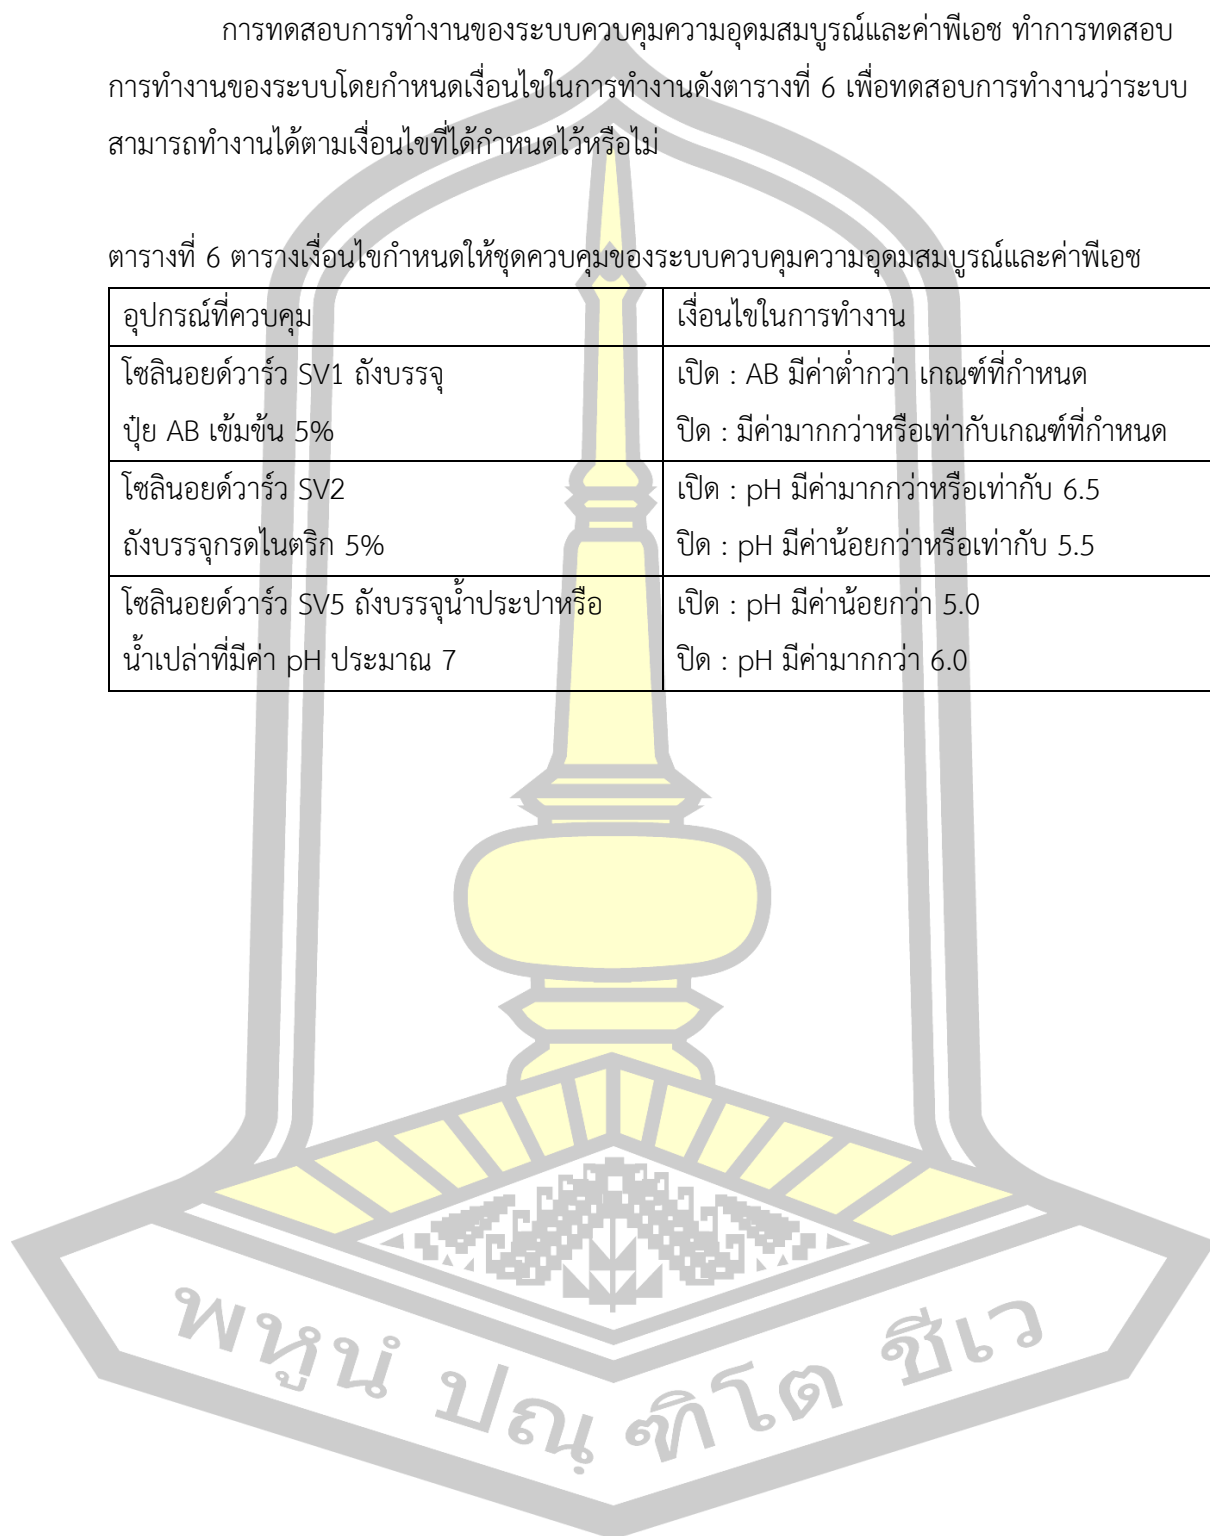 การทดสอบการทำงานของระบบควบคุมความอุดมสมบูรณ์และค่าพีเอช ทำการทดสอบ
การทำงานของระบบโดยกำหนดเงื่อนไขในการทำงานดังตารางที่ 6 เพื่อทดสอบการทำงานว่าระบบ
สามารถทำงานได้ตามเงื่อนไขที่ได้กำหนดไว้หรือไม่
ตารางที่ 6 ตารางเงื่อนไขกำหนดให้ชุดควบคุมของระบบควบคุมความอุดมสมบูรณ์และค่าพีเอช
อุปกรณ์ที่ควบคุม
เงื่อนไขในการทำงาน
โซลินอยด์วาร์ว SV1 ถังบรรจุ
ปุ๋ย AB เข้มข้น 5%
เปิด : AB มีค่าต่ำกว่า เกณฑ์ที่กำหนด
ปิด : มีค่ามากกว่าหรือเท่ากับเกณฑ์ที่กำหนด
โซลินอยด์วาร์ว SV2
ถังบรรจุกรดไนตริก 5%
เปิด : pH มีค่ามากกว่าหรือเท่ากับ 6.5
ปิด : pH มีค่าน้อยกว่าหรือเท่ากับ 5.5
โซลินอยด์วาร์ว SV5 ถังบรรจุน้ำประปาหรือ
น้ำเปล่าที่มีค่า pH ประมาณ 7
เปิด : pH มีค่าน้อยกว่า 5.0
ปิด : pH มีค่ามากกว่า 6.0
พหูนํ ปณฺ ฑิโต ชีเว